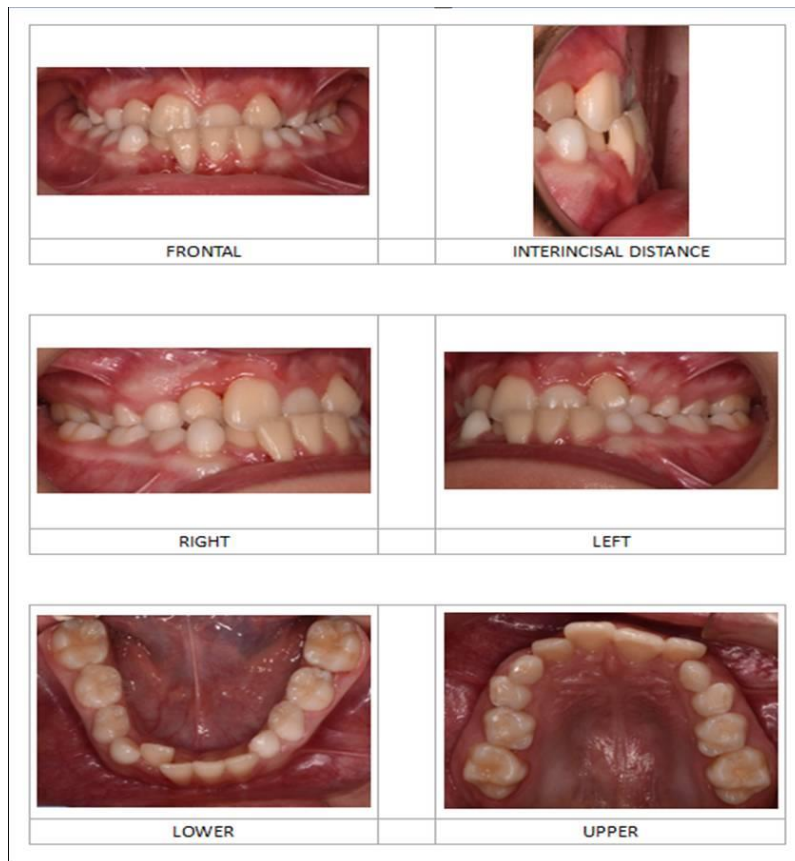 FRONTAL
INTERINCISAL DISTANCE
RIGHT
LEFT
LOWER
UPPER